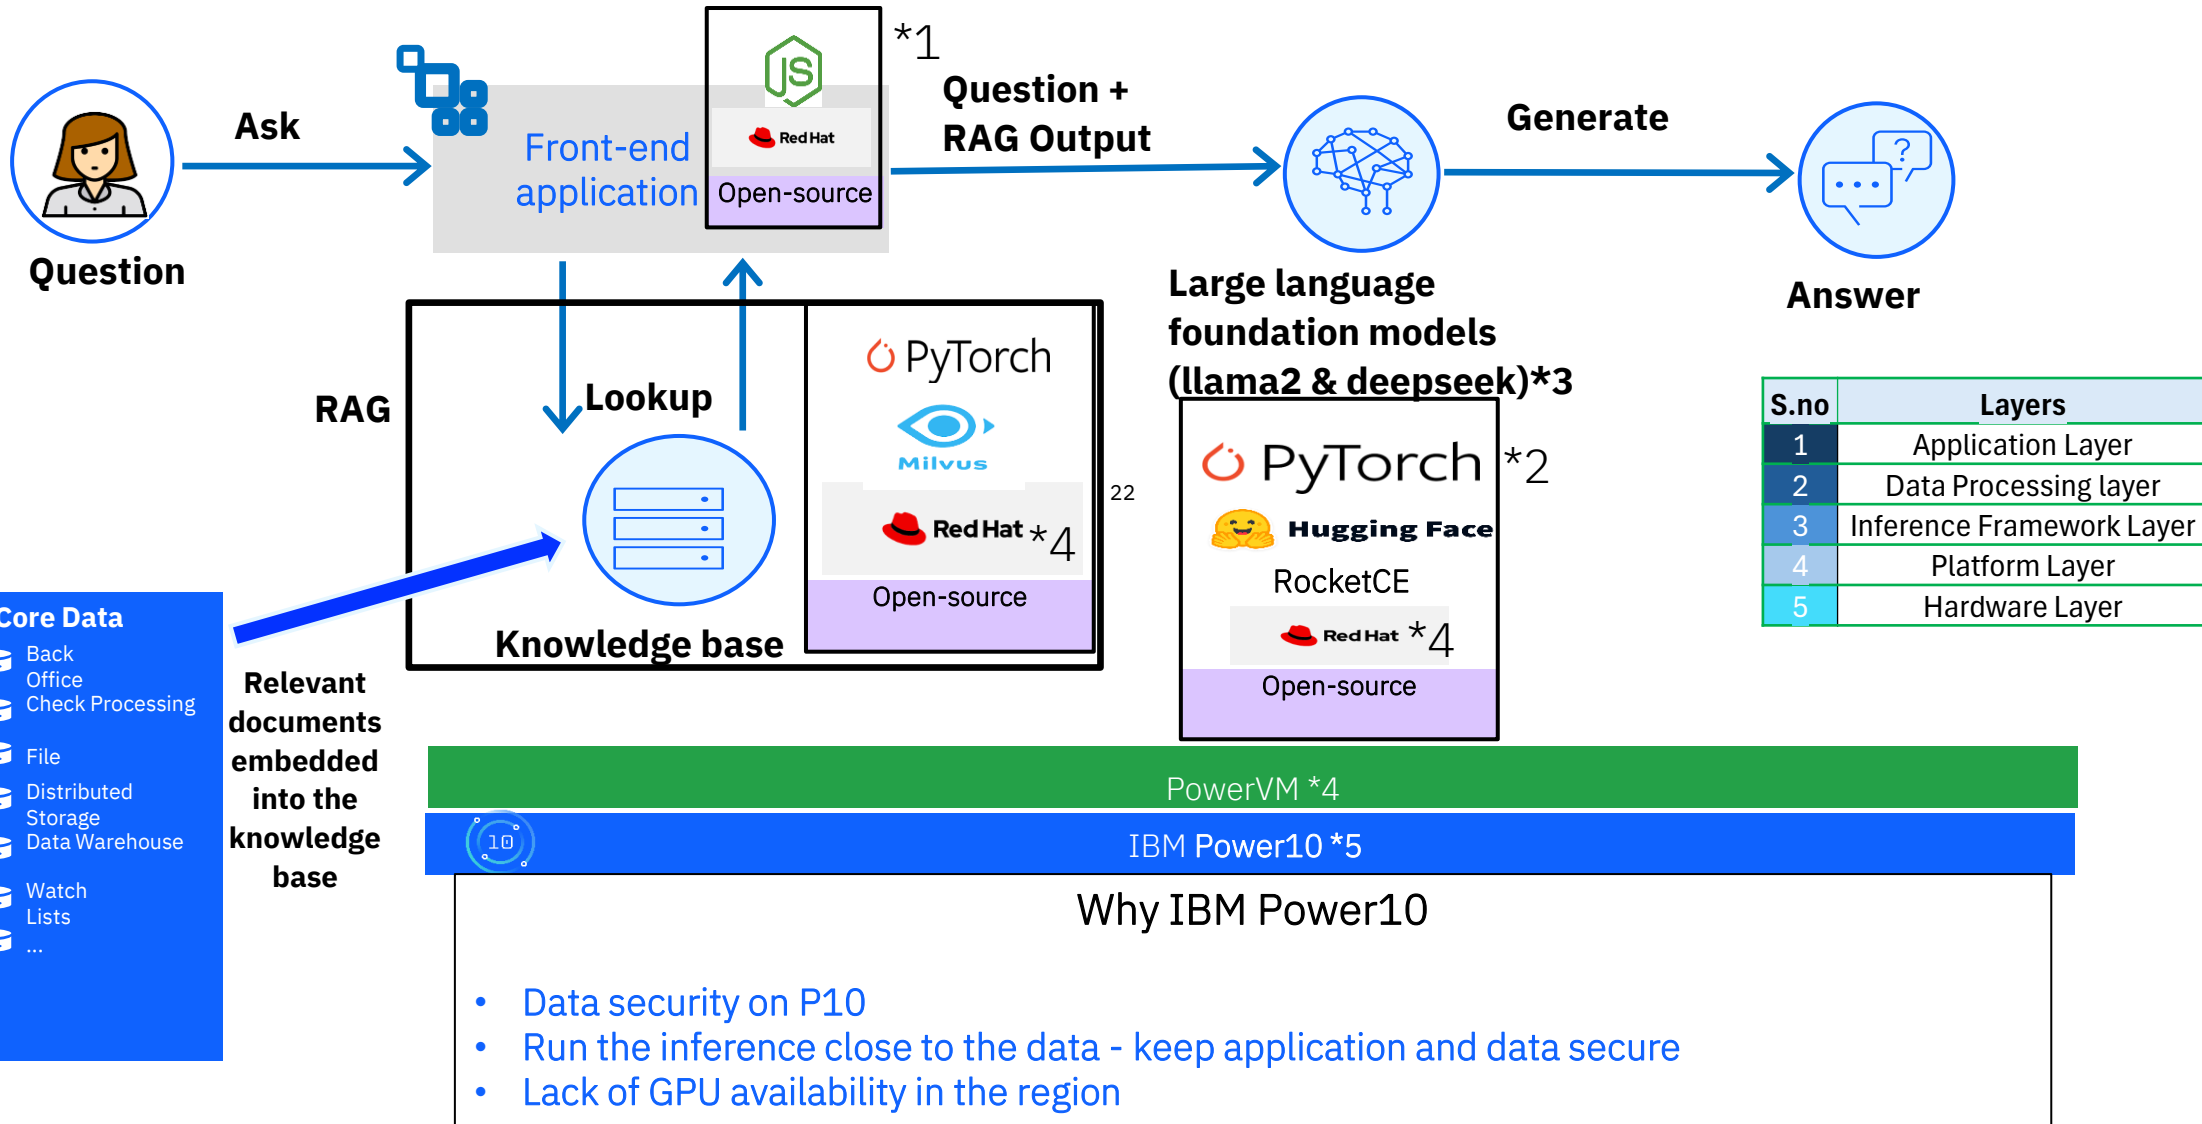 JS
*1
Red Hat
Open-source
Front-end
application
Ask
Question
Question +
RAG Output
Generate
Answer
Large language
foundation models
(llama2 & deepseek)*3
RAG
Lookup
Knowledge base
PyTorch
Milvus
Red Hat *4
Open-source
22
PyTorch *2
Hugging Face
RocketCE
Red Hat *4
Open-source
S.no Layers
1 Application Layer
2 Data Processing layer
3 Inference Framework Layer
4 Platform Layer
5 Hardware Layer
Core Data
Back
Office
Check Processing
File
Distributed
Storage
Data Warehouse
Watch
Lists
...
Relevant
documents
embedded
into the
knowledge
base
PowerVM *4
10
IBM Power10 *5
Why IBM Power10
• Data security on P10
• Run the inference close to the data - keep application and data secure
• Lack of GPU availability in the region